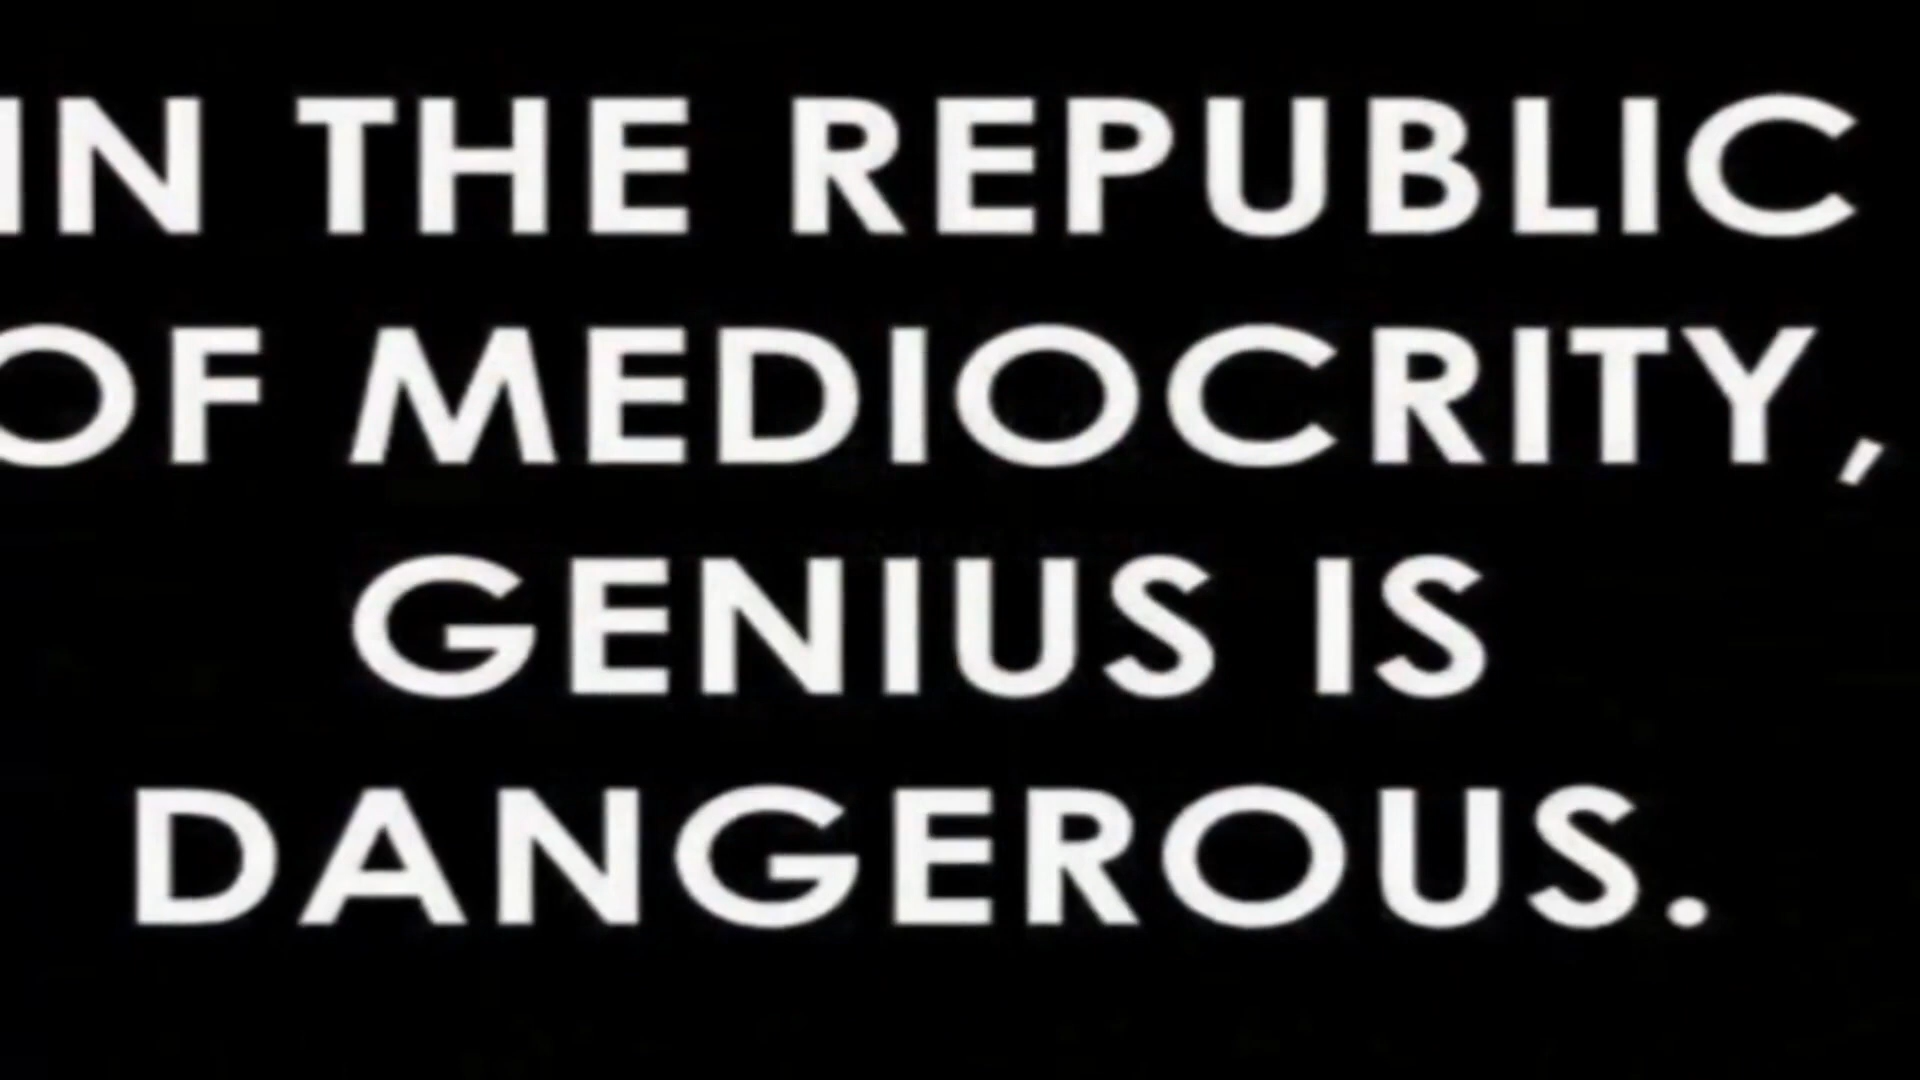 IN THE REPUBLIC
OF MEDIOCRITY,
GENIUS IS
DANGEROUS.